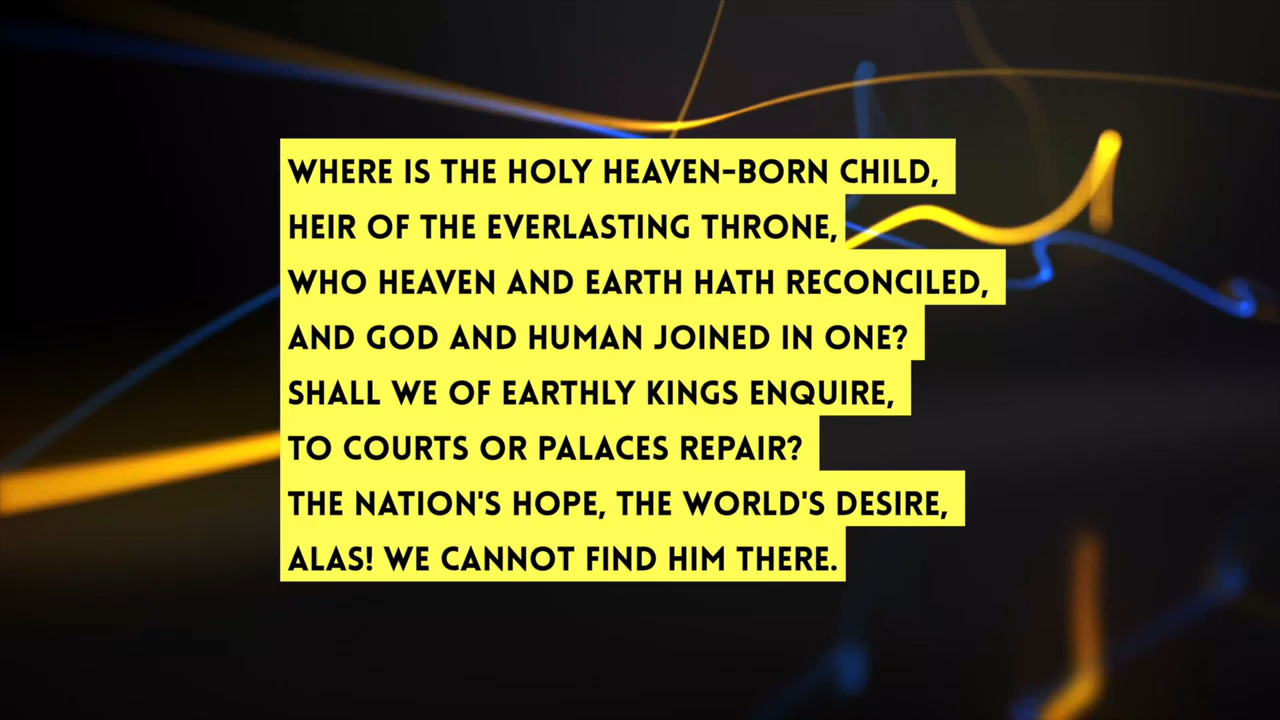 WHERE IS THE HOLY HEAVEN-BORN CHILD,
HEIR OF THE EVERLASTING THRONE,
WHO HEAVEN AND EARTH HATH RECONCILED,
AND GOD AND HUMAN JOINED IN ONE?
SHALL WE OF EARTHLY KINGS ENQUIRE,
TO COURTS OR PALACES REPAIR?
THE NATION'S HOPE, THE WORLD'S DESIRE,
ALAS! WE CANNOT FIND HIM THERE.